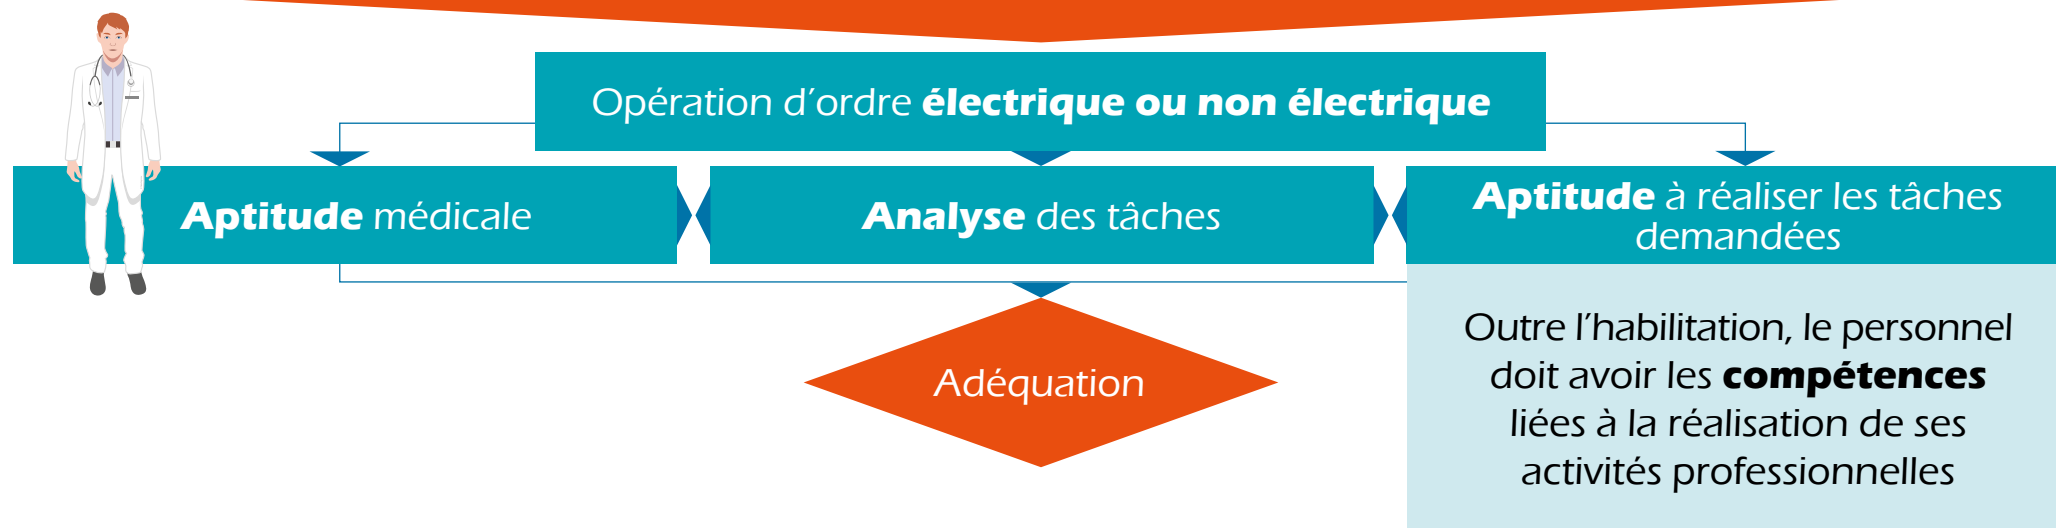 Opération d’ordre électrique ou non électrique
Aptitude médicale
Analyse des tâches
Aptitude à réaliser les tâches
demandées
Adéquation
Outre l’habilitation, le personnel
doit avoir les compétences
liées à la réalisation de ses
activités professionnelles